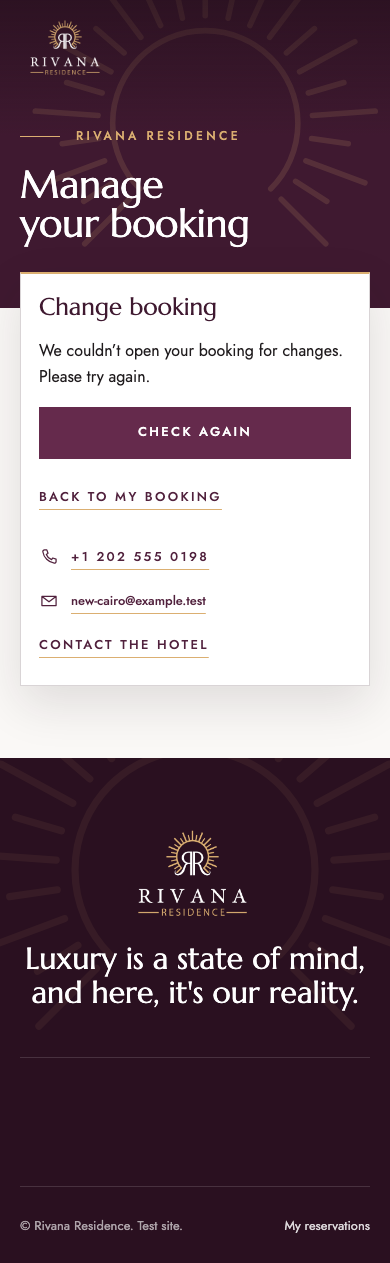 RIVANA
RESIDENCE
RIVANA RESIDENCE
Manage
your booking
Change booking
We couldn’t open your booking for changes.
Please try again.
CHECK AGAIN
BACK TO MY BOOKING
+1 202 555 0198
new-cairo@example.test
CONTACT THE HOTEL
RIVANA
RESIDENCE
Luxury is a state of mind,
and here, it's our reality.
© Rivana Residence. Test site.
My reservations